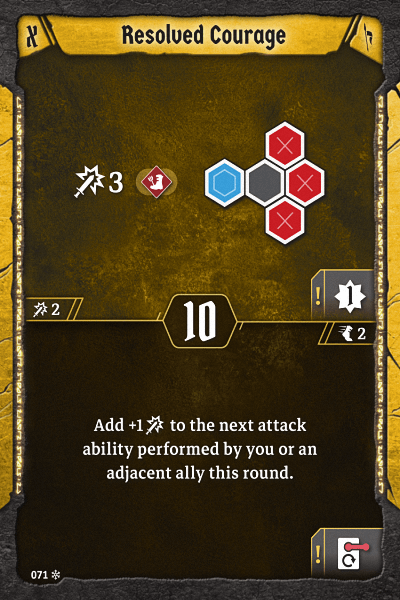 Resolved Courage
3
! 1
2
10
2
Add +1 to the next attack
ability performed by you or an
adjacent ally this round.
!
071